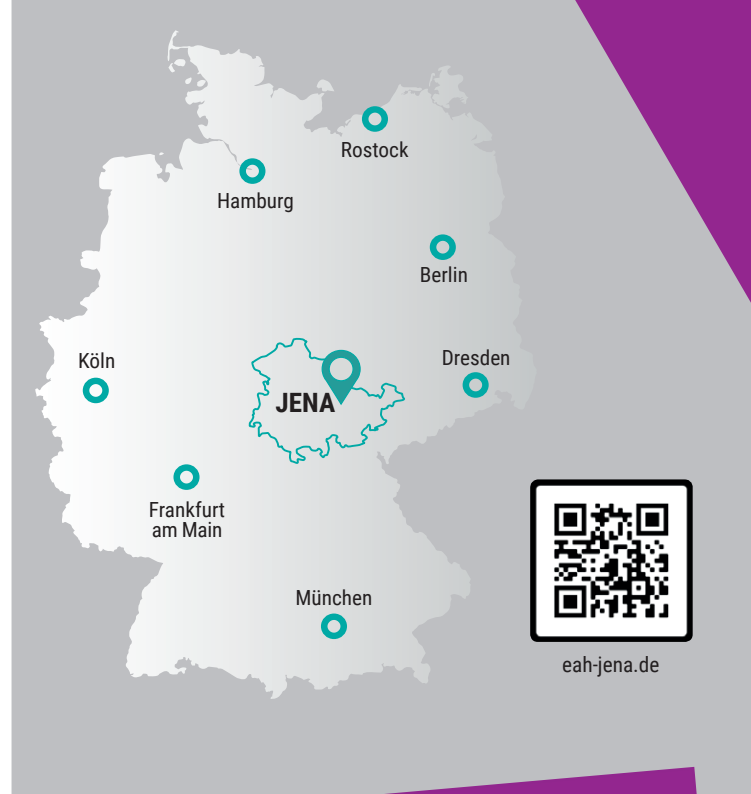 Rostock
Hamburg
Berlin
Köln
Dresden
JENA
Frankfurt
am Main
München
eah-jena.de